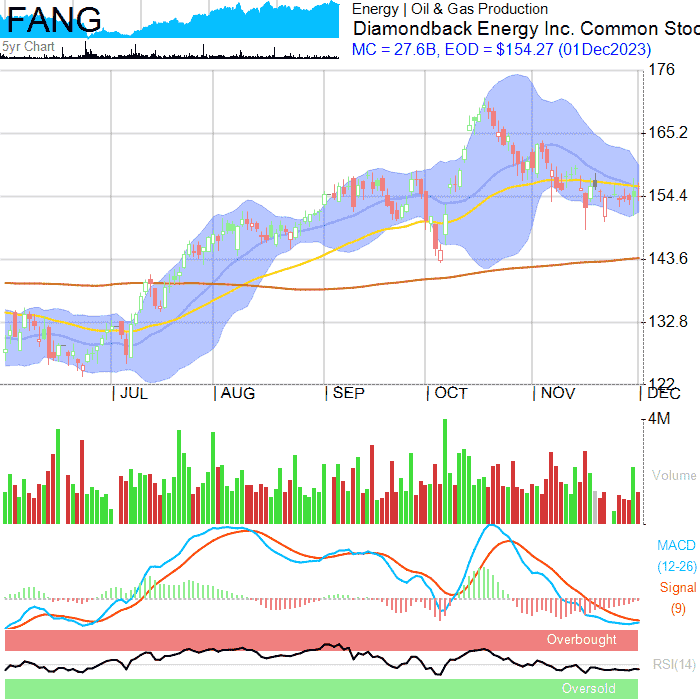 FANG
5yr Chart
Energy | Oil & Gas Production
Diamondback Energy Inc. Common Stoc
MC = 27.6B, EOD = $154.27 (01Dec2023)
176
165.2
154.4
143.6
132.8
122
JUL AUG SEP OCT NOV DEC
4M
Volume
MACD
(12-26)
Signal
(9)
Overbought
RSI(14)
Oversold